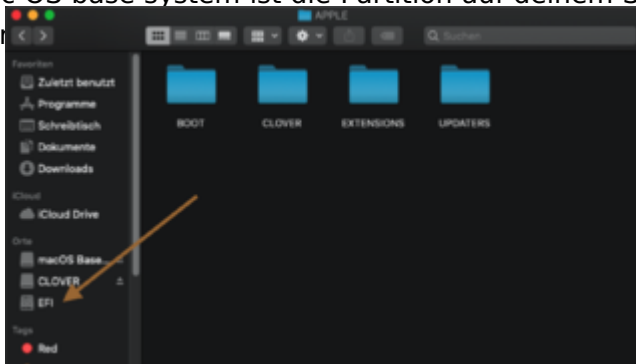 OS base system ist die Partition auf deinem s
APPLE
Suchen
Favoriten
Zuletzt benutzt
Programme
Schreibtisch
Dokumente
Downloads
iCloud
iCloud Drive
Orte
macOS Base...
CLOVER
EFI
Tags
Red
BOOT
CLOVER
EXTENSIONS
UPDATERS